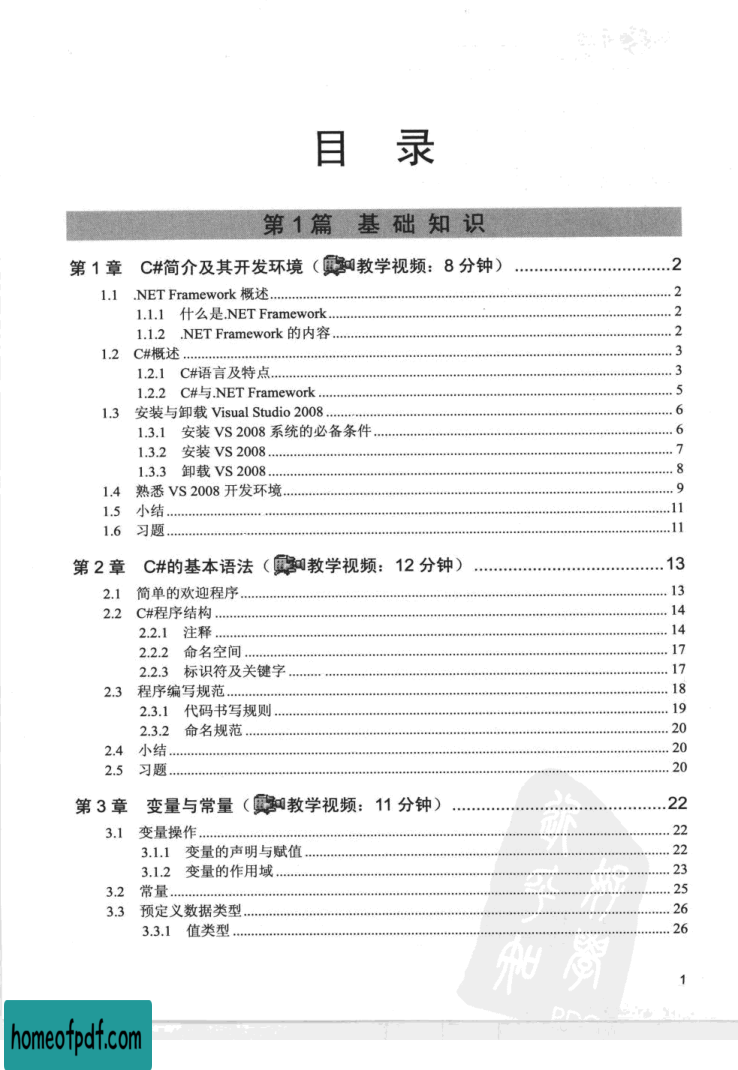 目 录
第1篇 基 础 知 识
第 1 章 C#简介及其开发环境（教学视频：8 分钟）................................2
1.1 .NET Framework 概述................................2
1.1.1 什么是.NET Framework................................2
1.1.2 .NET Framework 的内容................................2
1.2 C#概述................................3
1.2.1 C#语言及特点................................3
1.2.2 C#与.NET Framework................................5
1.3 安装与卸载 Visual Studio 2008................................6
1.3.1 安装 VS 2008 系统的必备条件................................6
1.3.2 安装 VS 2008................................7
1.3.3 卸载 VS 2008................................8
1.4 熟悉 VS 2008 开发环境................................9
1.5 小结................................11
1.6 习题................................11
第 2 章 C#的基本语法（教学视频：12 分钟）................................13
2.1 简单的欢迎程序................................13
2.2 C#程序结构................................14
2.2.1 注释................................14
2.2.2 命名空间................................17
2.2.3 标识符及关键字................................17
2.3 程序编写规范................................18
2.3.1 代码书写规则................................19
2.3.2 命名规范................................20
2.4 小结................................20
2.5 习题................................20
第 3 章 变量与常量（教学视频：11 分钟）................................22
3.1 变量操作................................22
3.1.1 变量的声明与赋值................................22
3.1.2 变量的作用域................................23
3.2 常量................................25
3.3 预定义数据类型................................26
3.3.1 值类型................................26
1
homeofpdf.com